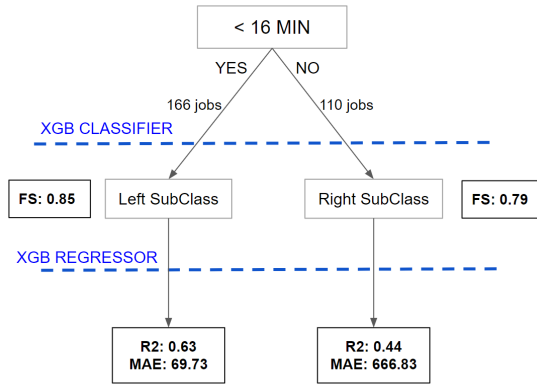 < 16 MIN
YES
NO
166 jobs
110 jobs
XGB CLASSIFIER
FS: 0.85
Left SubClass
Right SubClass
FS: 0.79
XGB REGRESSOR
R2: 0.63
MAE: 69.73
R2: 0.44
MAE: 666.83